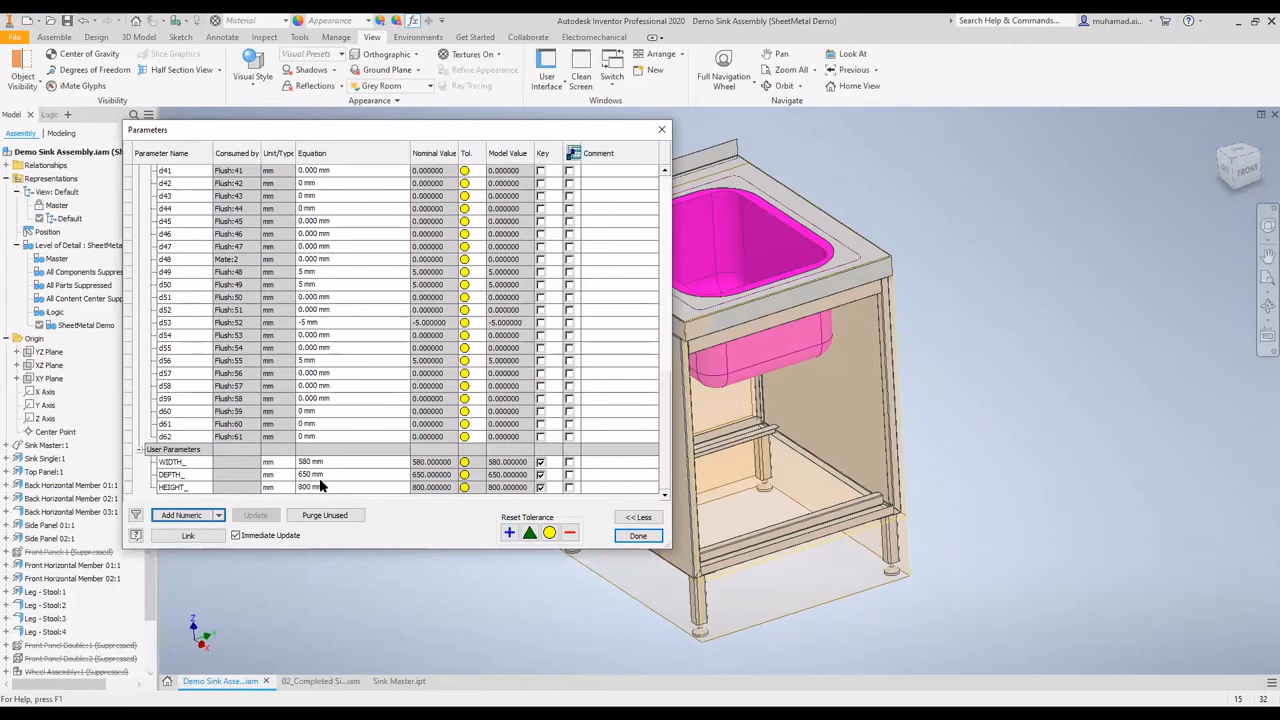 Material
Appearance
Autodesk Inventor Professional 2020
Demo Sink Assembly (SheetMetal Demo)
Search Help & Commands...
muhamad.ai...
File
Assemble
Design
3D Model
Sketch
Annotate
Inspect
Tools
Manage
View
Environments
Get Started
Collaborate
Electromechanical
Object Visibility
Center of Gravity
Degrees of Freedom
iMate Glyphs
Slice Graphics
Half Section View
Visibility
Visual Style
Visual Presets
Shadows
Reflections
Orthographic
Ground Plane
Grey Room
Textures On
Refine Appearance
Ray Tracing
Appearance
User Interface
Clean Screen
Switch
Arrange
New
Windows
Full Navigation Wheel
Pan
Zoom All
Orbit
Look At
Previous
Home View
Navigate
Model
iLogic
Assembly
Modeling
Demo Sink Assembly.iam
Relationships
Representations
View: Default
Master
Default
Position
Level of Detail : SheetMetal
Master
All Components Suppres
All Parts Suppressed
All Content Center Suppres
iLogic
SheetMetal Demo
Origin
YZ Plane
XZ Plane
XY Plane
X Axis
Y Axis
Z Axis
Center Point
Sink Master:1
Sink Single:1
Top Panel:1
Back Horizontal Member 01:1
Back Horizontal Member 02:1
Back Horizontal Member 03:1
Side Panel 01:1
Side Panel 02:1
Front Panel:1 (Suppressed)
Front Horizontal Member 01:1
Front Horizontal Member 02:1
Leg - Stool:1
Leg - Stool:2
Leg - Stool:3
Leg - Stool:4
Front Panel Double:1 (Suppressed)
Front Panel Double:2 (Suppressed)
Wheel Assembly:1 (Suppressed)
Parameters
Parameter Name Consumed by Unit/Type Equation Nominal Value Tol. Model Value Key Comment
d41 Flush:41 mm 0.000 mm 0.000000 0.000000
d42 Flush:42 mm 0 mm 0.000000 0.000000
d43 Flush:43 mm 0 mm 0.000000 0.000000
d44 Flush:44 mm 0 mm 0.000000 0.000000
d45 Flush:45 mm 0.000 mm 0.000000 0.000000
d46 Flush:46 mm 0.000 mm 0.000000 0.000000
d47 Flush:47 mm 0.000 mm 0.000000 0.000000
d48 Mate:2 mm 0.000 mm 0.000000 0.000000
d49 Flush:48 mm 5 mm 5.000000 5.000000
d50 Flush:49 mm 5 mm 5.000000 5.000000
d51 Flush:50 mm 0.000 mm 0.000000 0.000000
d52 Flush:51 mm 0.000 mm 0.000000 0.000000
d53 Flush:52 mm -5 mm -5.000000 -5.000000
d54 Flush:53 mm 0.000 mm 0.000000 0.000000
d55 Flush:54 mm 0.000 mm 0.000000 0.000000
d56 Flush:55 mm 5 mm 5.000000 5.000000
d57 Flush:56 mm 0.000 mm 0.000000 0.000000
d58 Flush:57 mm 0.000 mm 0.000000 0.000000
d59 Flush:58 mm 0.000 mm 0.000000 0.000000
d60 Flush:59 mm 0 mm 0.000000 0.000000
d61 Flush:60 mm 0 mm 0.000000 0.000000
d62 Flush:61 mm 0 mm 0.000000 0.000000
User Parameters
WIDTH_ mm 580 mm 580.000000 580.000000
DEPTH_ mm 650 mm 650.000000 650.000000
HEIGHT_ mm 800 mm 800.000000 800.000000
Add Numeric
Update
Purge Unused
Reset Tolerance
<< Less
Link
Immediate Update
Done
FRONT
Z
X
Demo Sink Asse...iam
02_Completed Si...iam
Sink Master.ipt
For Help, press F1
15
32